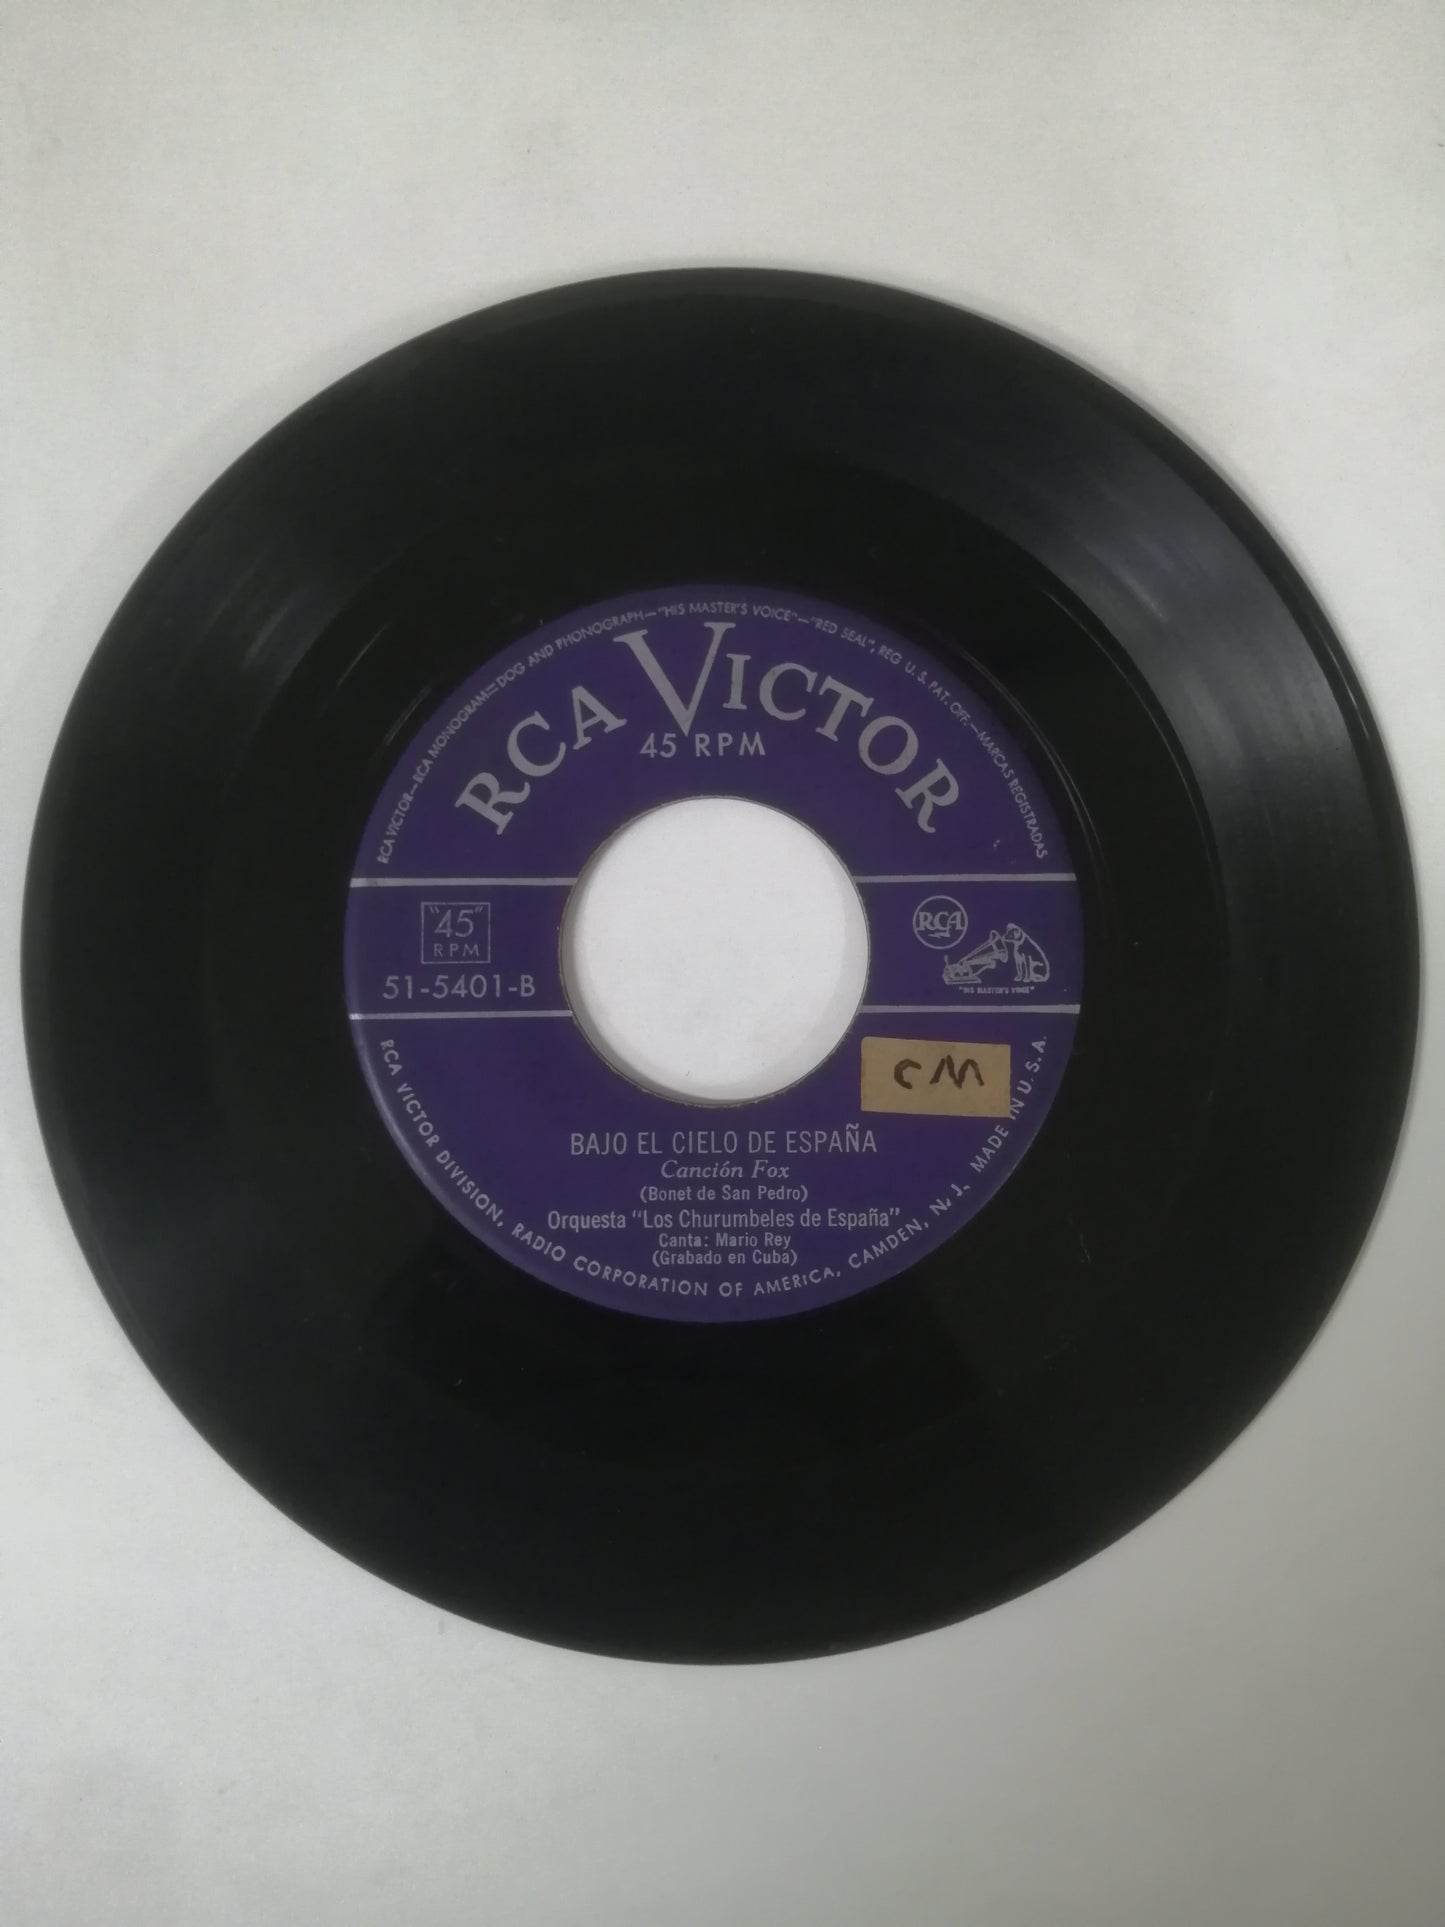 RCA VICTOR—RCA MONOGRAM—DOG AND PHONOGRAPH—"HIS MASTER'S VOICE"—"RED SEAL", REG U. S. PAT. OFF.—MARCAS REGISTRADAS
RCA VICTOR
45 RPM
"45"
RPM
51-5401-B
RCA
"HIS MASTER'S VOICE"
CM
BAJO EL CIELO DE ESPAÑA
Canción Fox
(Bonet de San Pedro)
Orquesta "Los Churumbeles de España"
Canta: Mario Rey
(Grabado en Cuba)
RCA VICTOR DIVISION, RADIO CORPORATION OF AMERICA, CAMDEN, N. J. MADE IN U. S. A.